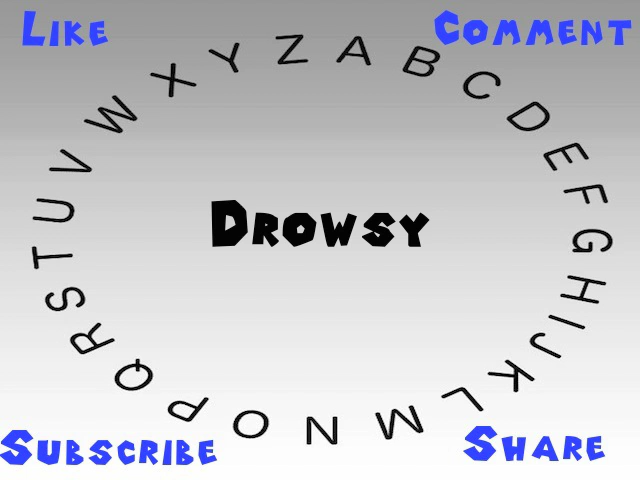 Like
Comment
A B C D E F G H I J K L M N O P Q R S T U V W X Y Z
Drowsy
Subscribe
Share